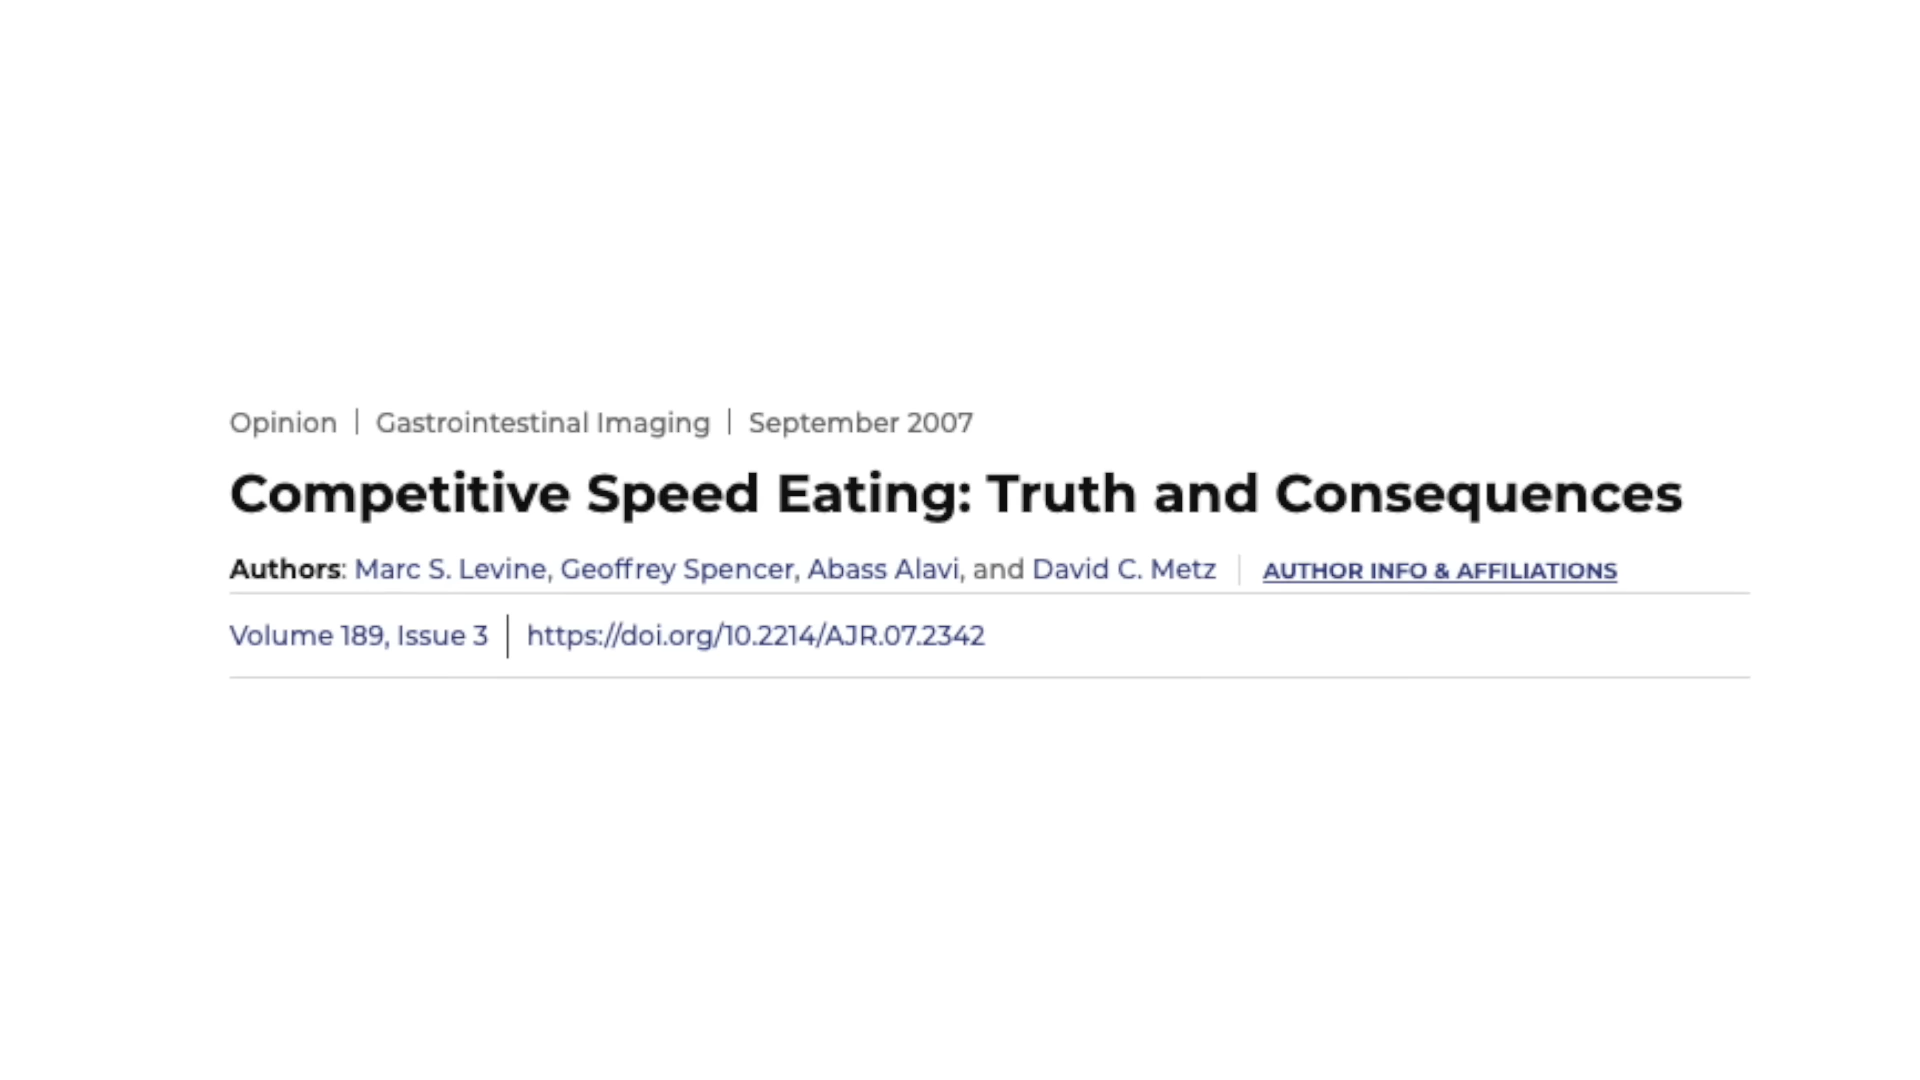 Opinion | Gastrointestinal Imaging | September 2007
Competitive Speed Eating: Truth and Consequences
Authors: Marc S. Levine, Geoffrey Spencer, Abass Alavi, and David C. Metz | AUTHOR INFO & AFFILIATIONS
Volume 189, Issue 3 | https://doi.org/10.2214/AJR.07.2342